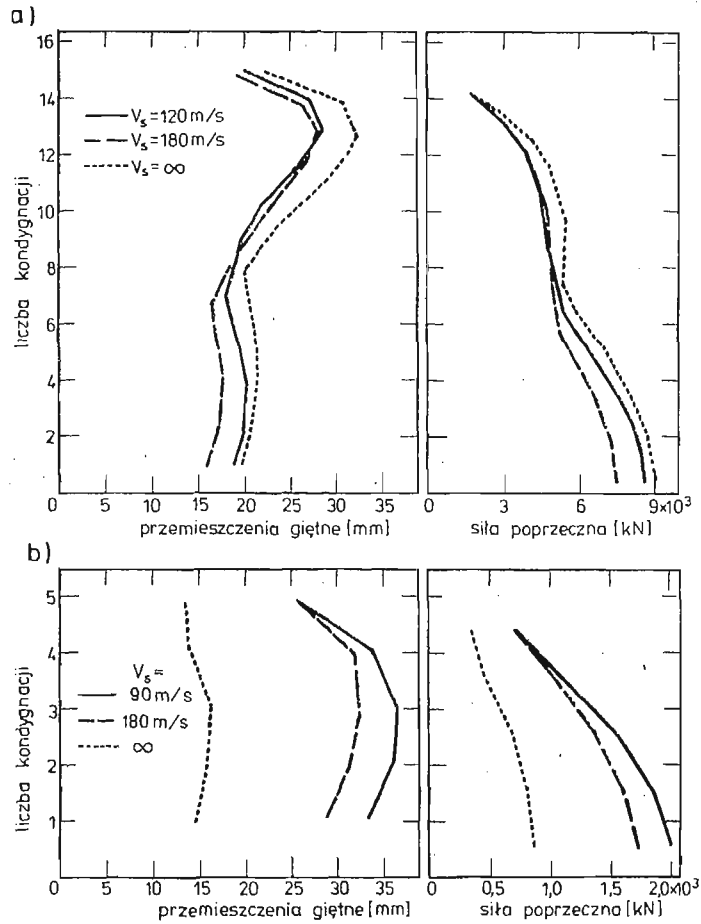 a)
16
14
12
10
8
6
4
2
liczba kondygnacji
V_s = 120 m/s
V_s = 180 m/s
V_s = ∞
0 5 10 15 20 25 30 35
przemieszczenia giętne [mm]
0 3 6 9×10³
siła poprzeczna [kN]
b)
5
4
3
2
1
liczba kondygnacji
V_s =
90 m/s
180 m/s
∞
0 5 10 15 20 25 30 35
przemieszczenia giętne [mm]
0 0,5 1,0 1,5 2,0×10³
siła poprzeczna [kN]